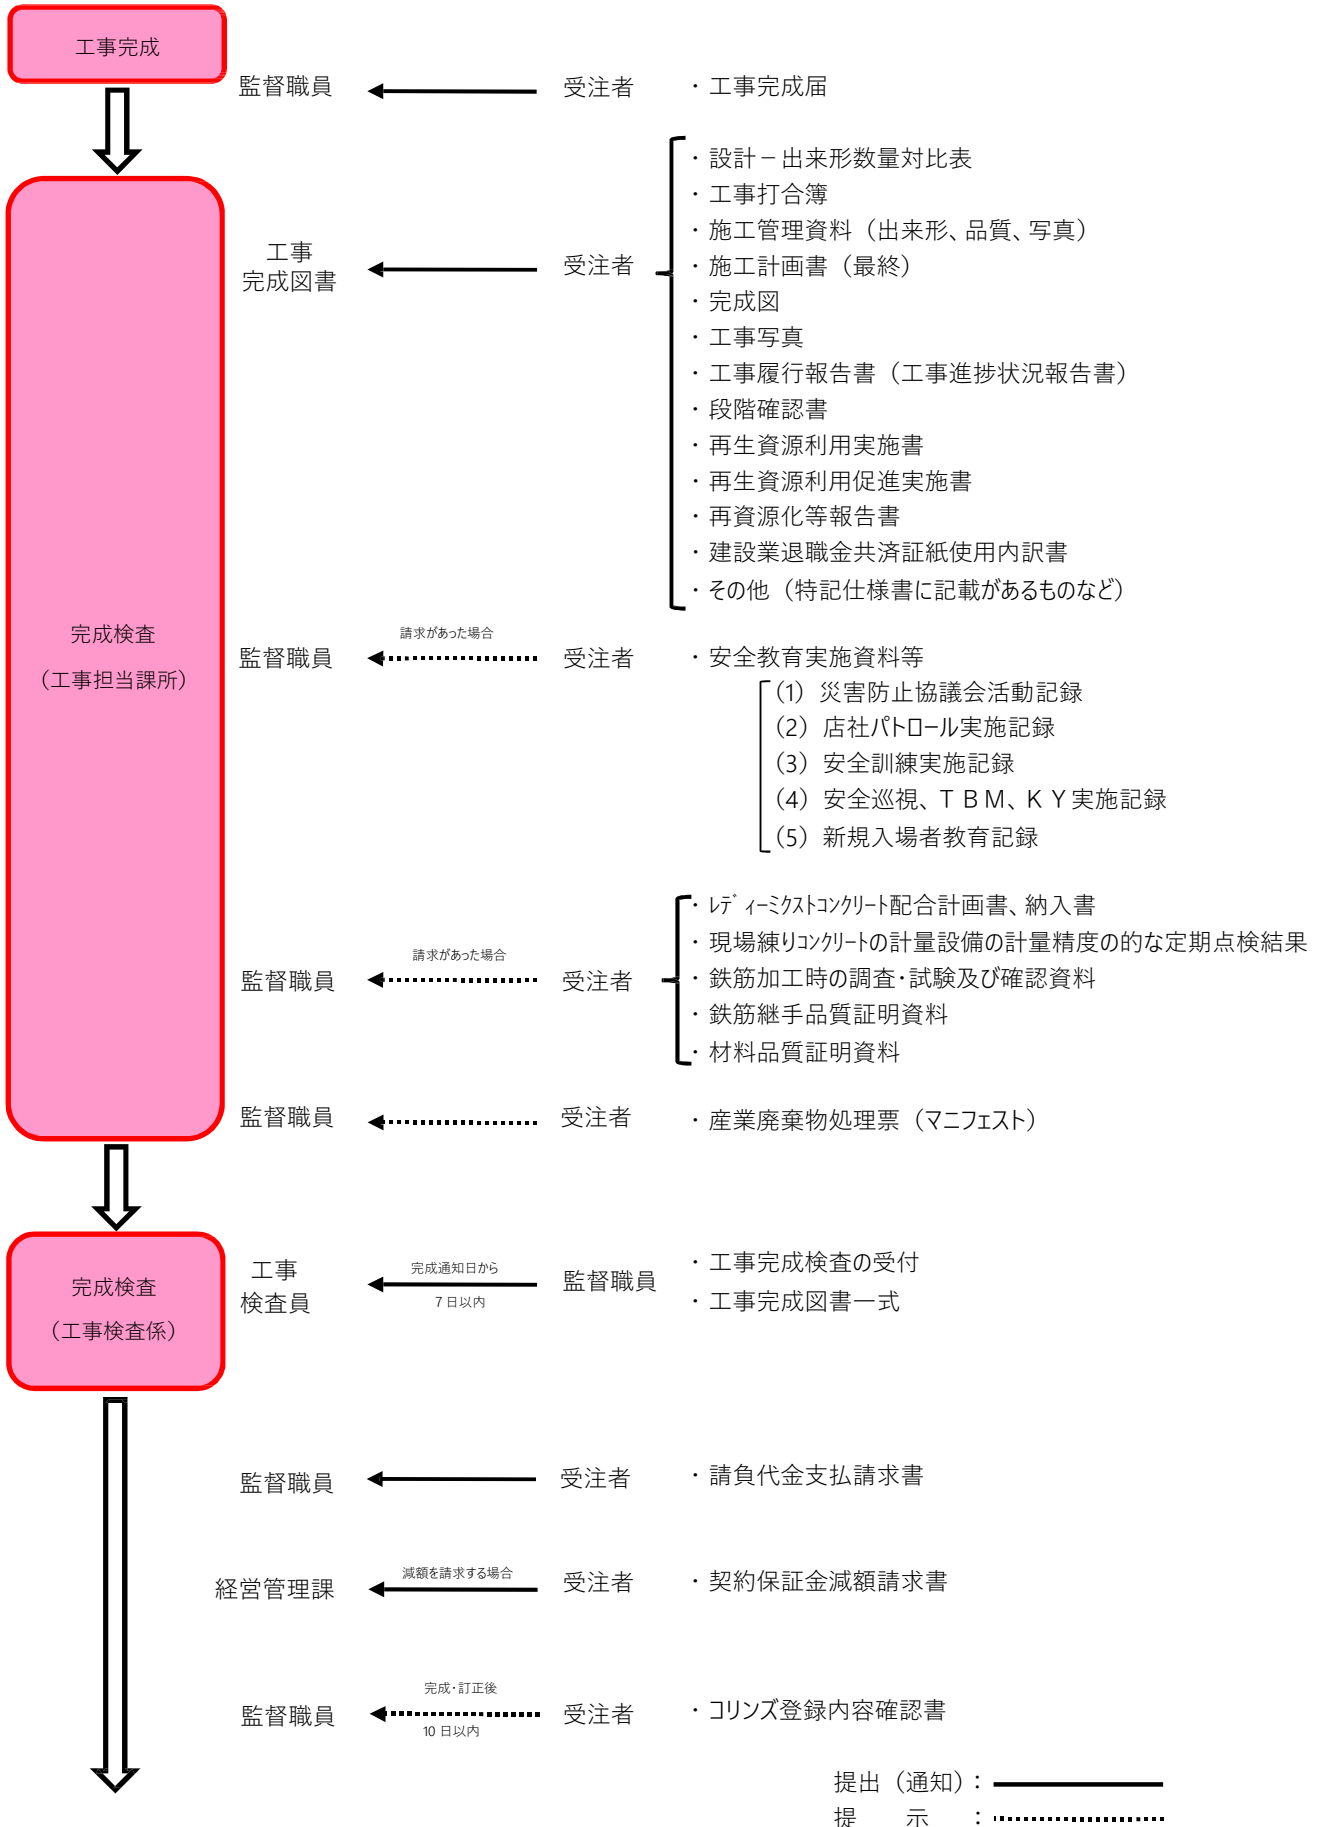 工事完成
監督職員
受注者
・工事完成届
・設計－出来形数量対比表
・工事打合簿
・施工管理資料（出来形、品質、写真）
・施工計画書（最終）
・完成図
・工事写真
・工事履行報告書（工事進捗状況報告書）
・段階確認書
・再生資源利用実施書
・再生資源利用促進実施書
・再資源化等報告書
・建設業退職金共済証紙使用内訳書
・その他（特記仕様書に記載があるものなど）
工事
完成図書
受注者
完成検査
（工事担当課所）
監督職員
請求があった場合
受注者
・安全教育実施資料等
（1）災害防止協議会活動記録
（2）店社パトロール実施記録
（3）安全訓練実施記録
（4）安全巡視、ＴＢＭ、ＫＹ実施記録
（5）新規入場者教育記録
監督職員
請求があった場合
受注者
・ﾚﾃﾞｨｰﾐｸｽﾄｺﾝｸﾘｰﾄ配合計画書、納入書
・現場練りｺﾝｸﾘｰﾄの計量設備の計量精度の的な定期点検結果
・鉄筋加工時の調査・試験及び確認資料
・鉄筋継手品質証明資料
・材料品質証明資料
監督職員
受注者
・産業廃棄物処理票（マニフェスト）
完成検査
（工事検査係）
工事
検査員
完成通知日から
7日以内
監督職員
・工事完成検査の受付
・工事完成図書一式
監督職員
受注者
・請負代金支払請求書
経営管理課
減額を請求する場合
受注者
・契約保証金減額請求書
監督職員
完成・訂正後
10日以内
受注者
・コリンズ登録内容確認書
提出（通知）：
提　　示　：